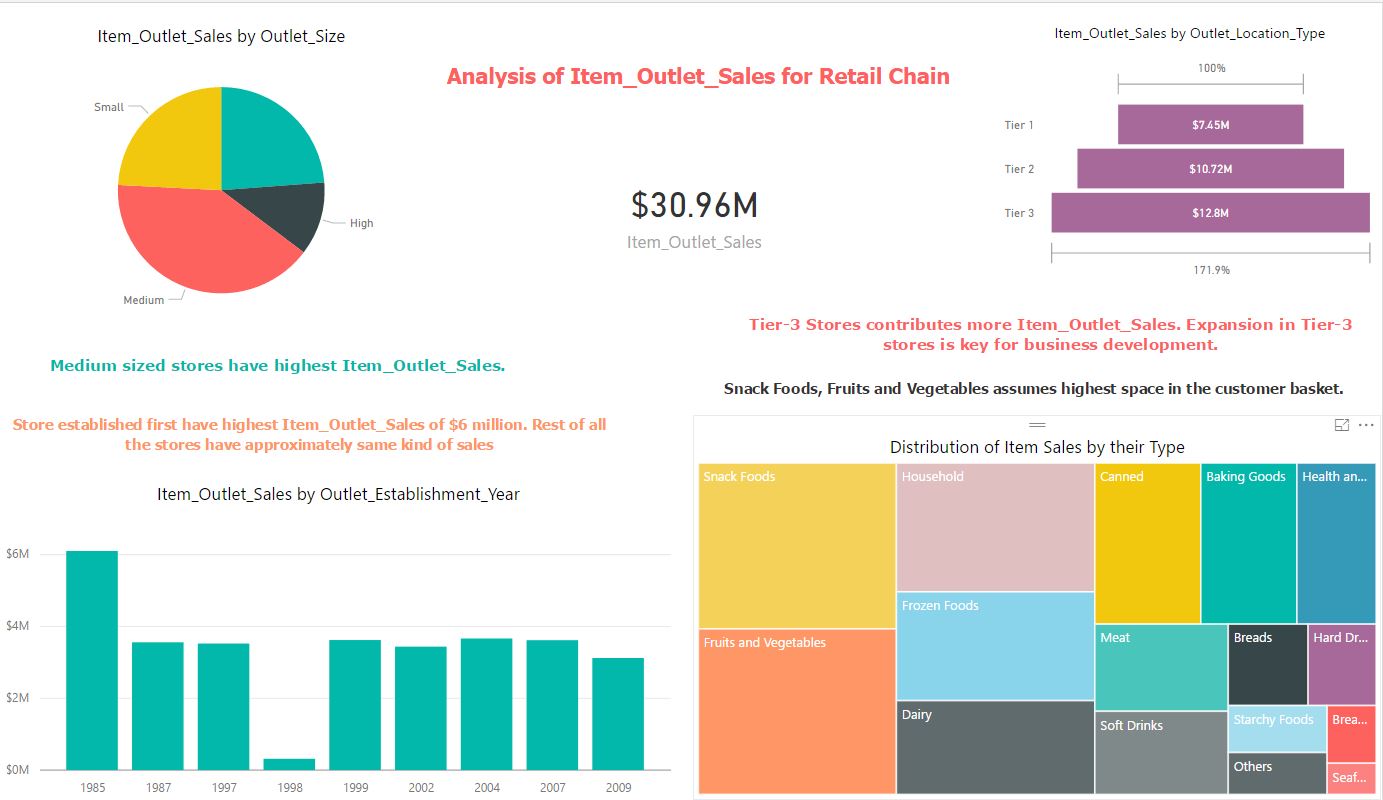 Item_Outlet_Sales by Outlet_Size
Small
High
Medium
Analysis of Item_Outlet_Sales for Retail Chain
$30.96M
Item_Outlet_Sales
Item_Outlet_Sales by Outlet_Location_Type
100%
Tier 1
$7.45M
Tier 2
$10.72M
Tier 3
$12.8M
171.9%
Medium sized stores have highest Item_Outlet_Sales.
Tier-3 Stores contributes more Item_Outlet_Sales. Expansion in Tier-3
stores is key for business development.
Snack Foods, Fruits and Vegetables assumes highest space in the customer basket.
Store established first have highest Item_Outlet_Sales of $6 million. Rest of all
the stores have approximately same kind of sales
Item_Outlet_Sales by Outlet_Establishment_Year
$6M
$4M
$2M
$0M
1985 1987 1997 1998 1999 2002 2004 2007 2009
Distribution of Item Sales by their Type
Snack Foods
Fruits and Vegetables
Household
Frozen Foods
Dairy
Canned
Baking Goods
Health an...
Meat
Soft Drinks
Breads
Hard Dr...
Starchy Foods
Brea...
Others
Seaf...